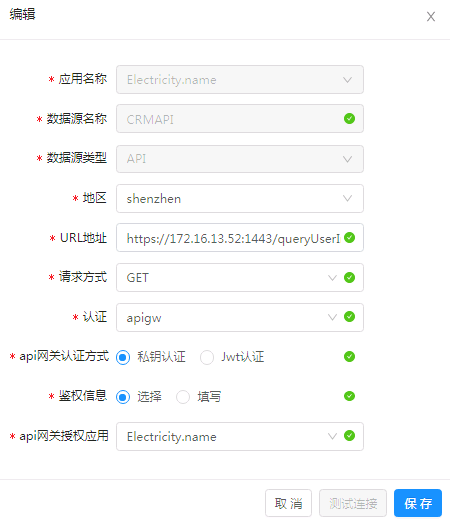 编辑
* 应用名称 Electricity.name
* 数据源名称 CRMAPI
* 数据源类型 API
* 地区 shenzhen
* URL地址 https://172.16.13.52:1443/queryUserI
* 请求方式 GET
* 认证 apigw
* api网关认证方式 私钥认证 Jwt认证
* 鉴权信息 选择 填写
* api网关授权应用 Electricity.name
取消 测试连接 保存